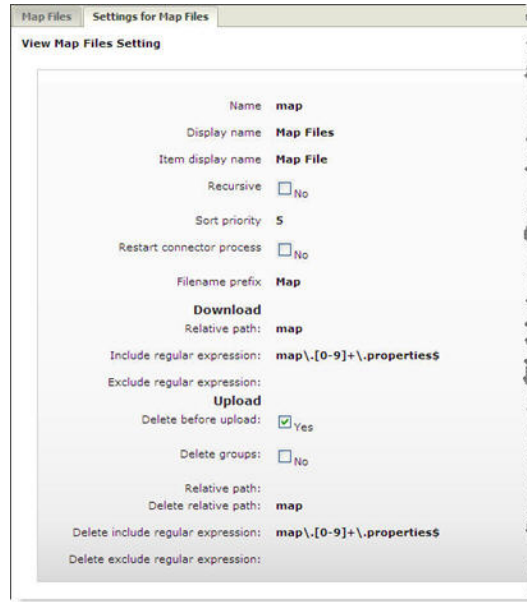 Map Files Settings for Map Files
View Map Files Setting
Name map
Display name Map Files
Item display name Map File
Recursive No
Sort priority 5
Restart connector process No
Filename prefix Map
Download
Relative path: map
Include regular expression: map\.[0-9]+\.properties$
Exclude regular expression:
Upload
Delete before upload: Yes
Delete groups: No
Relative path:
Delete relative path: map
Delete include regular expression: map\.[0-9]+\.properties$
Delete exclude regular expression: